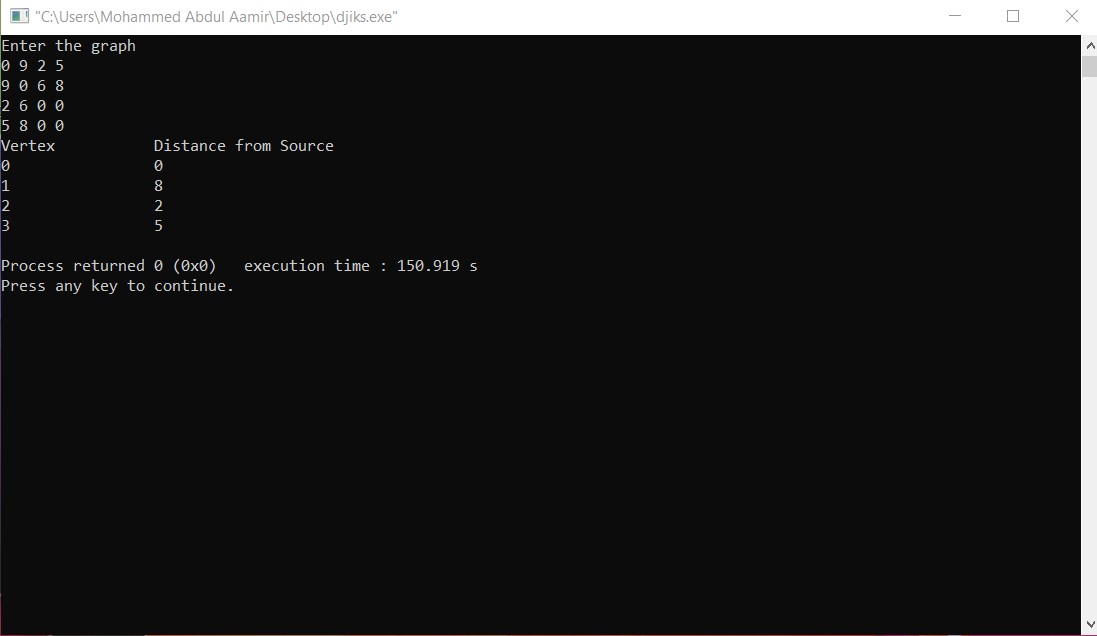 "C:\Users\Mohammed Abdul Aamir\Desktop\djiks.exe"
Enter the graph
0 9 2 5
9 0 6 8
2 6 0 0
5 8 0 0
Vertex           Distance from Source
0                0
1                8
2                2
3                5
Process returned 0 (0x0)   execution time : 150.919 s
Press any key to continue.